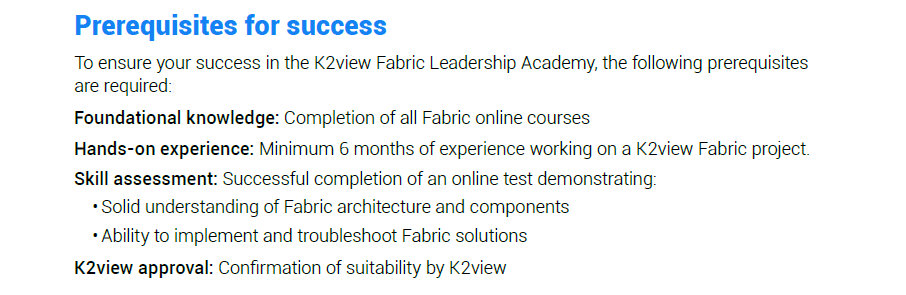 Prerequisites for success
To ensure your success in the K2view Fabric Leadership Academy, the following prerequisites
are required:
Foundational knowledge: Completion of all Fabric online courses
Hands-on experience: Minimum 6 months of experience working on a K2view Fabric project.
Skill assessment: Successful completion of an online test demonstrating:
• Solid understanding of Fabric architecture and components
• Ability to implement and troubleshoot Fabric solutions
K2view approval: Confirmation of suitability by K2view